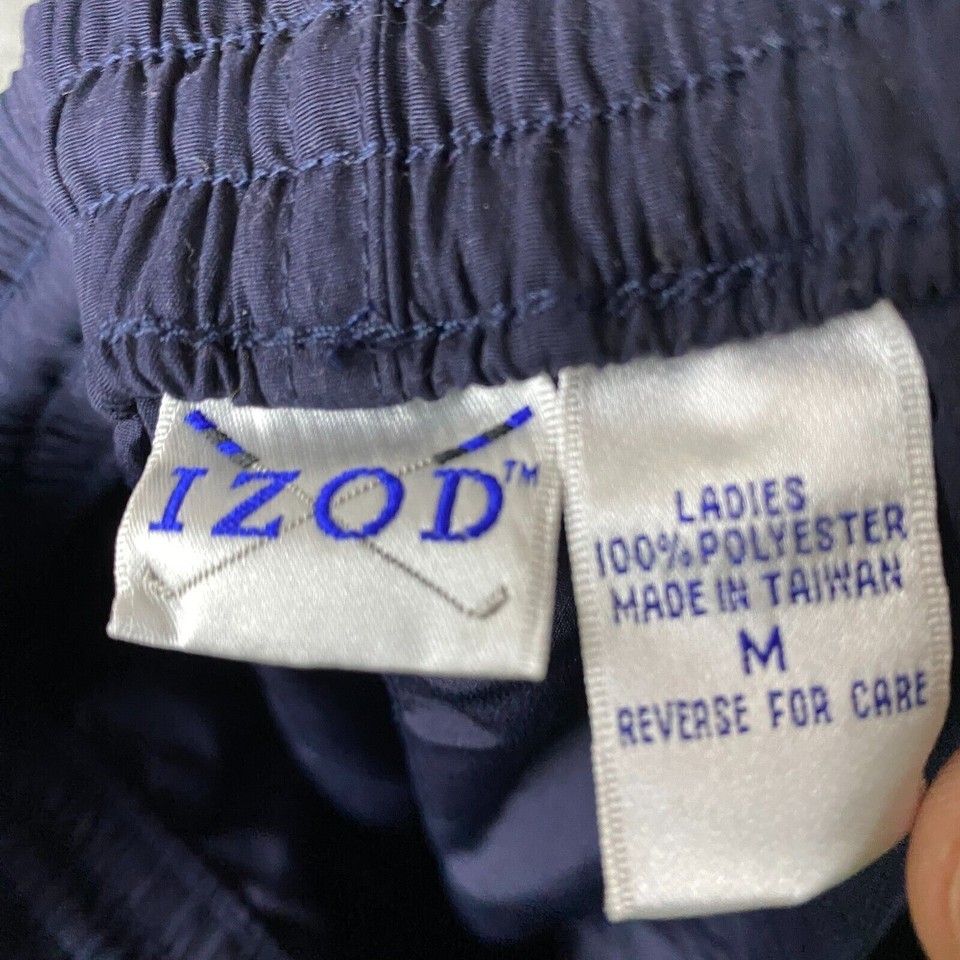 IZOD™
LADIES
100% POLYESTER
MADE IN TAIWAN
M
REVERSE FOR CARE